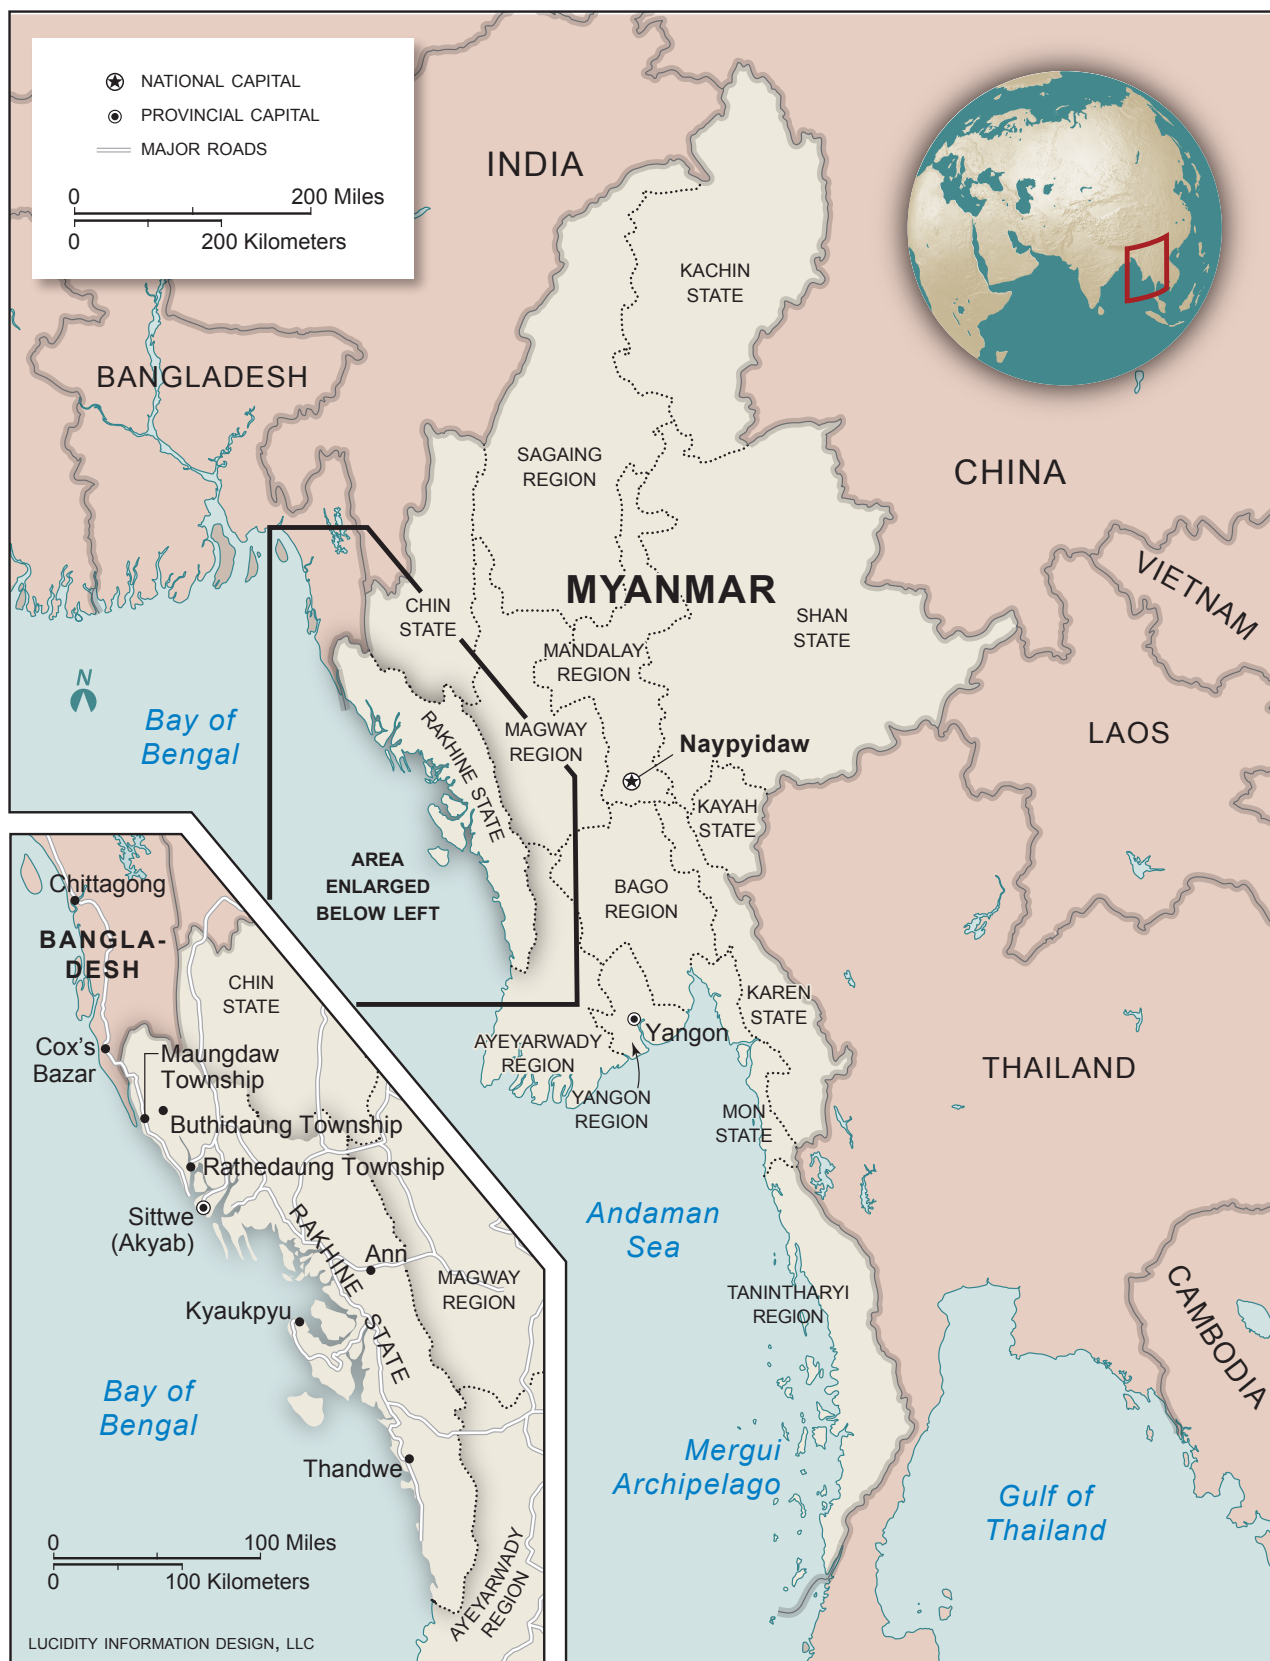 NATIONAL CAPITAL
PROVINCIAL CAPITAL
MAJOR ROADS
0 200 Miles
0 200 Kilometers
INDIA
KACHIN
STATE
BANGLADESH
SAGAING
REGION
CHINA
VIETNAM
MYANMAR
CHIN
STATE
SHAN
STATE
MANDALAY
REGION
N
Bay of
Bengal
RAKHINE STATE
MAGWAY
REGION
Naypyidaw
LAOS
KAYAH
STATE
AREA
ENLARGED
BELOW LEFT
BAGO
REGION
KAREN
STATE
Yangon
AYEYARWADY
REGION
YANGON
REGION
MON
STATE
THAILAND
Andaman
Sea
TANINTHARYI
REGION
CAMBODIA
Mergui
Archipelago
Gulf of
Thailand
Chittagong
BANGLA-
DESH
CHIN
STATE
Cox's
Bazar
Maungdaw
Township
Buthidaung Township
Rathedaung Township
Sittwe
(Akyab)
RAKHINE STATE
Ann
MAGWAY
REGION
Kyaukpyu
Bay of
Bengal
Thandwe
0 100 Miles
0 100 Kilometers
AYEYARWADY
REGION
LUCIDITY INFORMATION DESIGN, LLC